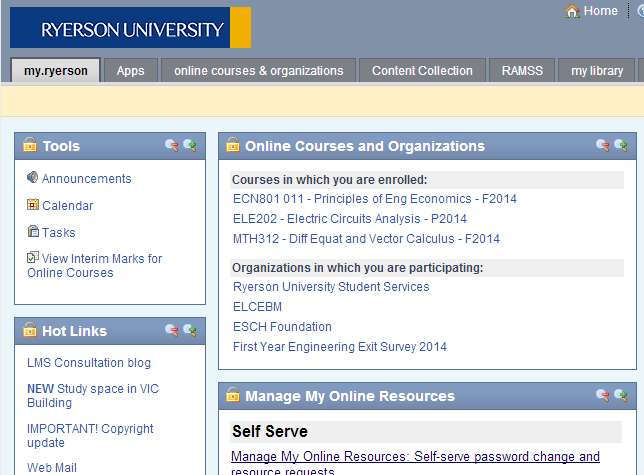 RYERSON UNIVERSITY
Home
my.ryerson
Apps
online courses & organizations
Content Collection
RAMSS
my library
Tools
Announcements
Calendar
Tasks
View Interim Marks for
Online Courses
Hot Links
LMS Consultation blog
NEW Study space in VIC
Building
IMPORTANT! Copyright
update
Web Mail
Online Courses and Organizations
Courses in which you are enrolled:
ECN801 011 - Principles of Eng Economics - F2014
ELE202 - Electric Circuits Analysis - P2014
MTH312 - Diff Equat and Vector Calculus - F2014
Organizations in which you are participating:
Ryerson University Student Services
ELCEBM
ESCH Foundation
First Year Engineering Exit Survey 2014
Manage My Online Resources
Self Serve
Manage My Online Resources: Self-serve password change and
resource requests